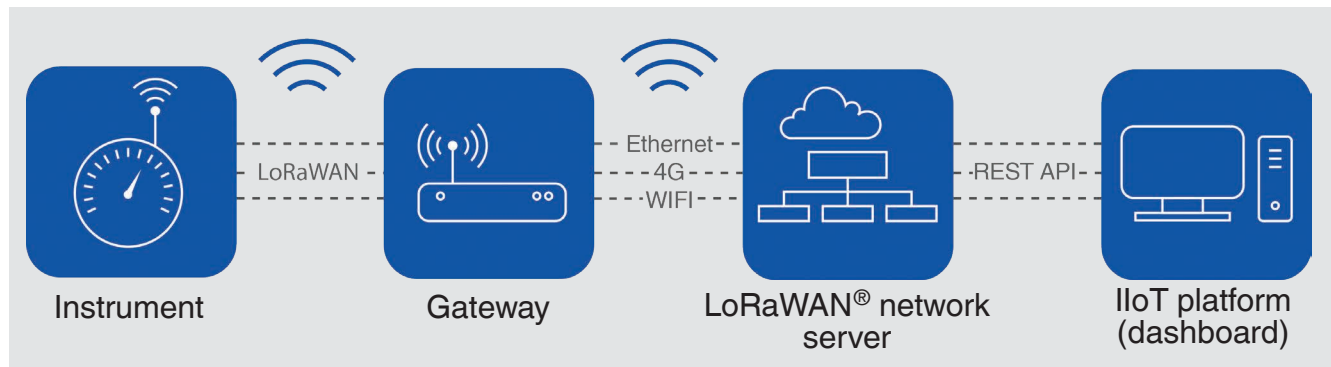 LoRaWAN
Ethernet
4G
WIFI
REST API
Instrument
Gateway
LoRaWAN® network
server
IIoT platform
(dashboard)